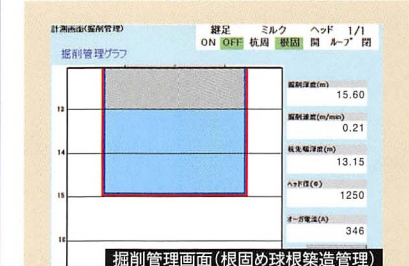 計測画面(掘削管理)
継足 ミルク ヘッド 1/1
ON OFF 杭周 根固 開 ループ 閉
掘削管理グラフ
掘削深度(m)
15.60
12
掘削速度(m/min)
0.21
14
杭先端深度(m)
13.15
15
ヘッド径(Φ)
1250
オーガ電流(A)
346
16
掘削管理画面(根固め球根築造管理)